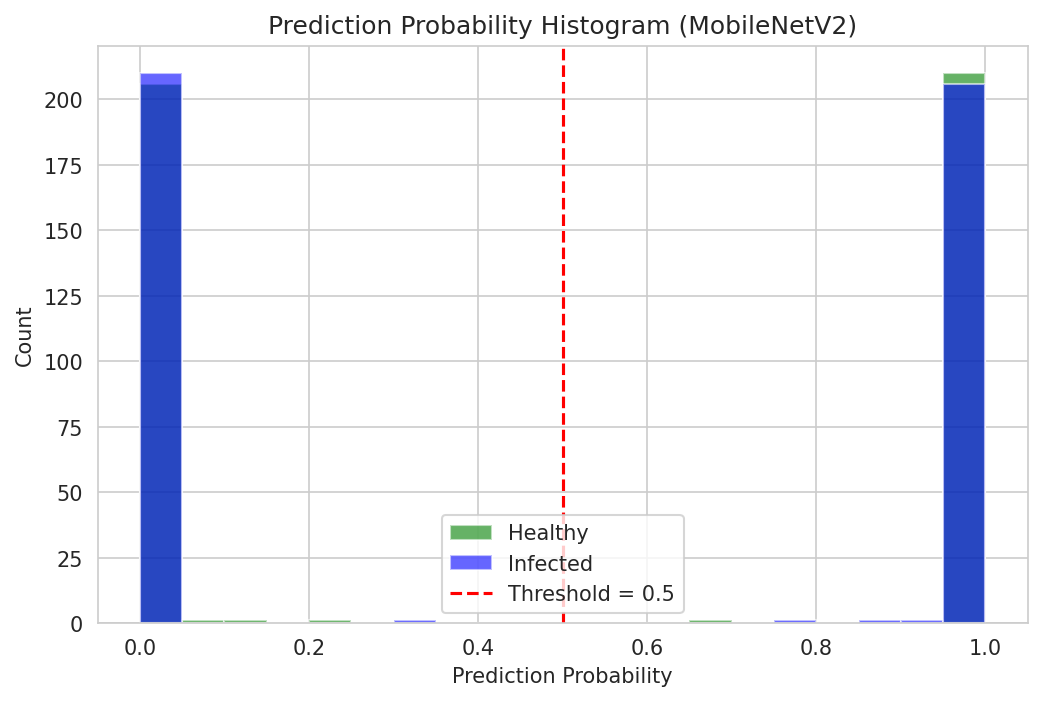 Prediction Probability Histogram (MobileNetV2)
Count
200
175
150
125
100
75
50
25
0
Healthy
Infected
Threshold = 0.5
0.0 0.2 0.4 0.6 0.8 1.0
Prediction Probability